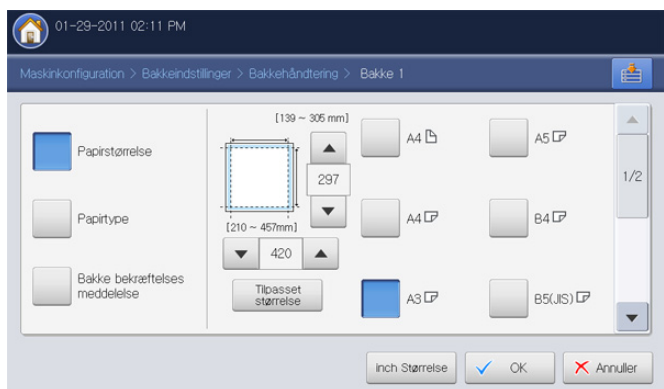 01-29-2011 02:11 PM
Maskinkonfiguration > Bakkeindstillinger > Bakkehåndtering > Bakke 1
Papirstørrelse
Papirtype
Bakke bekræftelses
meddelelse
[139 ~ 305 mm]
297
[210 ~ 457mm]
420
Tilpasset
størrelse
A4
A5
A4
B4
A3
B5(JIS)
1/2
inch Størrelse
OK
Annuller